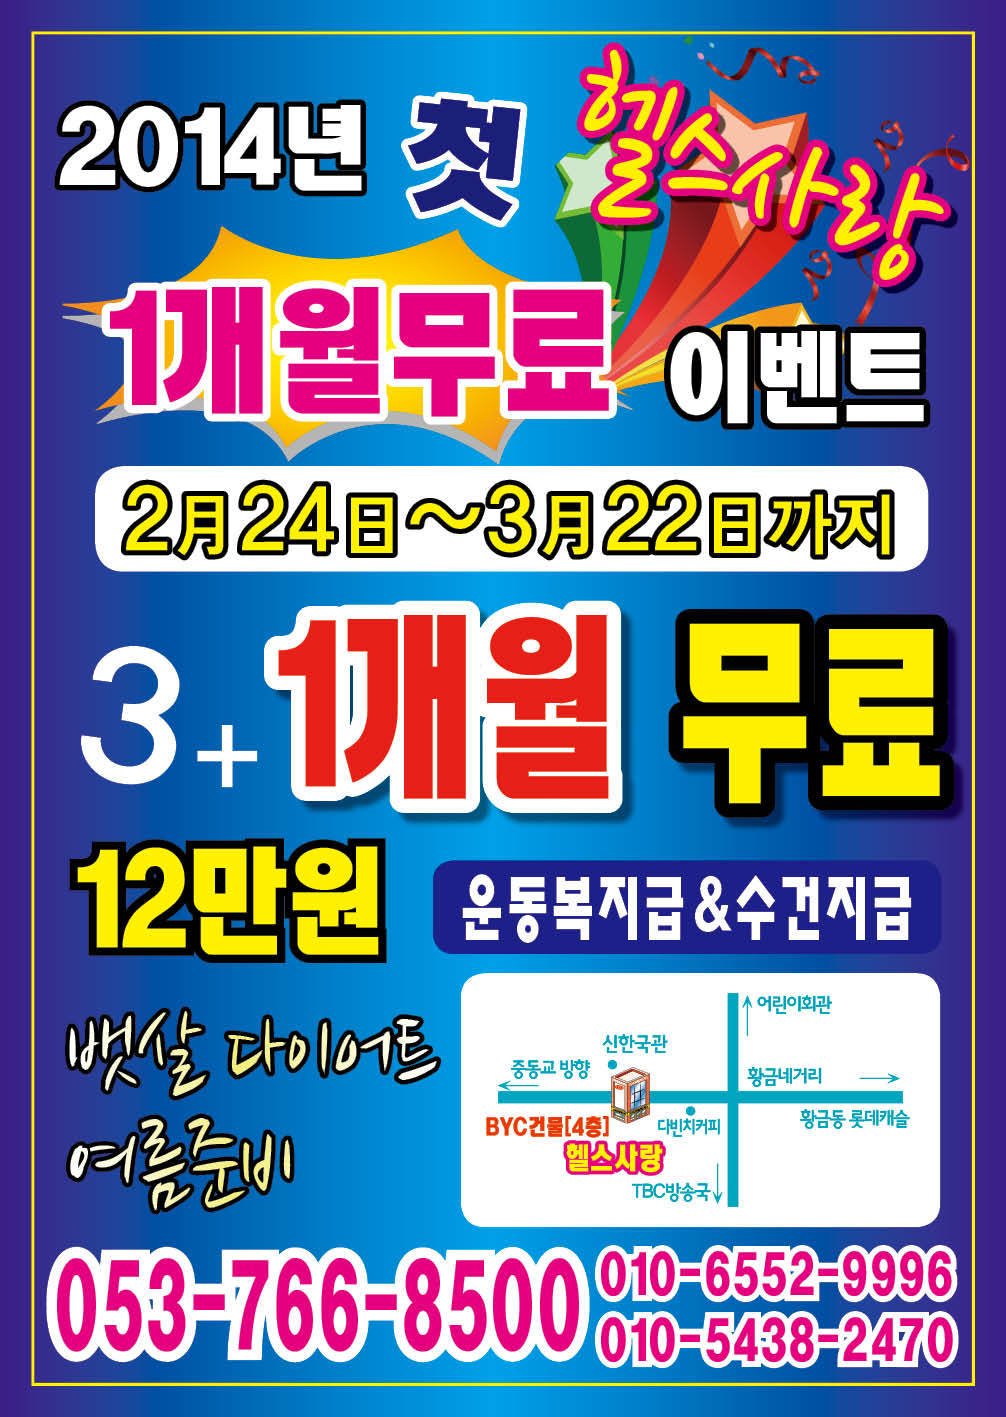 2014년 첫
헬스사랑
1개월무료 이벤트
2月24日~3月22日까지
3+1개월 무료
12만원
운동복지급&수건지급
뱃살 다이어트
여름준비
어린이회관
신한국관
중동교 방향
황금네거리
BYC건물[4층]
다빈치커피
황금동 롯데캐슬
헬스사랑
TBC방송국
053-766-8500
010-6552-9996
010-5438-2470